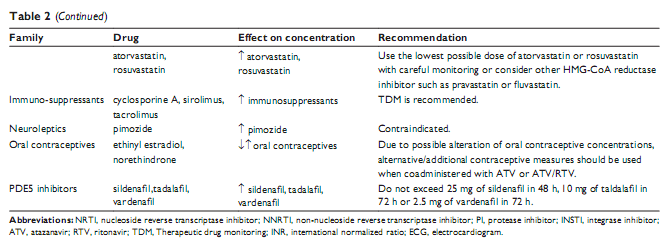 Table 2 (Continued)
Family Drug Effect on concentration Recommendation
atorvastatin, ↑ atorvastatin, Use the lowest possible dose of atorvastatin or rosuvastatin
rosuvastatin rosuvastatin with careful monitoring or consider other HMG-CoA reductase
inhibitor such as pravastatin or fluvastatin.
Immuno-suppressants cyclosporine A, sirolimus, ↑ immunosuppressants TDM is recommended.
tacrolimus
Neuroleptics pimozide ↑ pimozide Contraindicated.
Oral contraceptives ethinyl estradiol, ↓↑ oral contraceptives Due to possible alteration of oral contraceptive concentrations,
norethindrone alternative/additional contraceptive measures should be used
when coadministered with ATV or ATV/RTV.
PDE5 inhibitors sildenafil,tadalafil, ↑ sildenafil, tadalafil, Do not exceed 25 mg of sildenafil in 48 h, 10 mg of taldalafil in
vardenafil vardenafil 72 h or 2.5 mg of vardenafil in 72 h.
Abbreviations: NRTI, nucleoside reverse transcriptase inhibitor; NNRTI, non-nucleoside reverse transcriptase inhibitor; PI, protease inhibitor; INSTI, integrase inhibitor;
ATV, atazanavir; RTV, ritonavir; TDM, Therapeutic drug monitoring; INR, international normalized ratio; ECG, electrocardiogram.